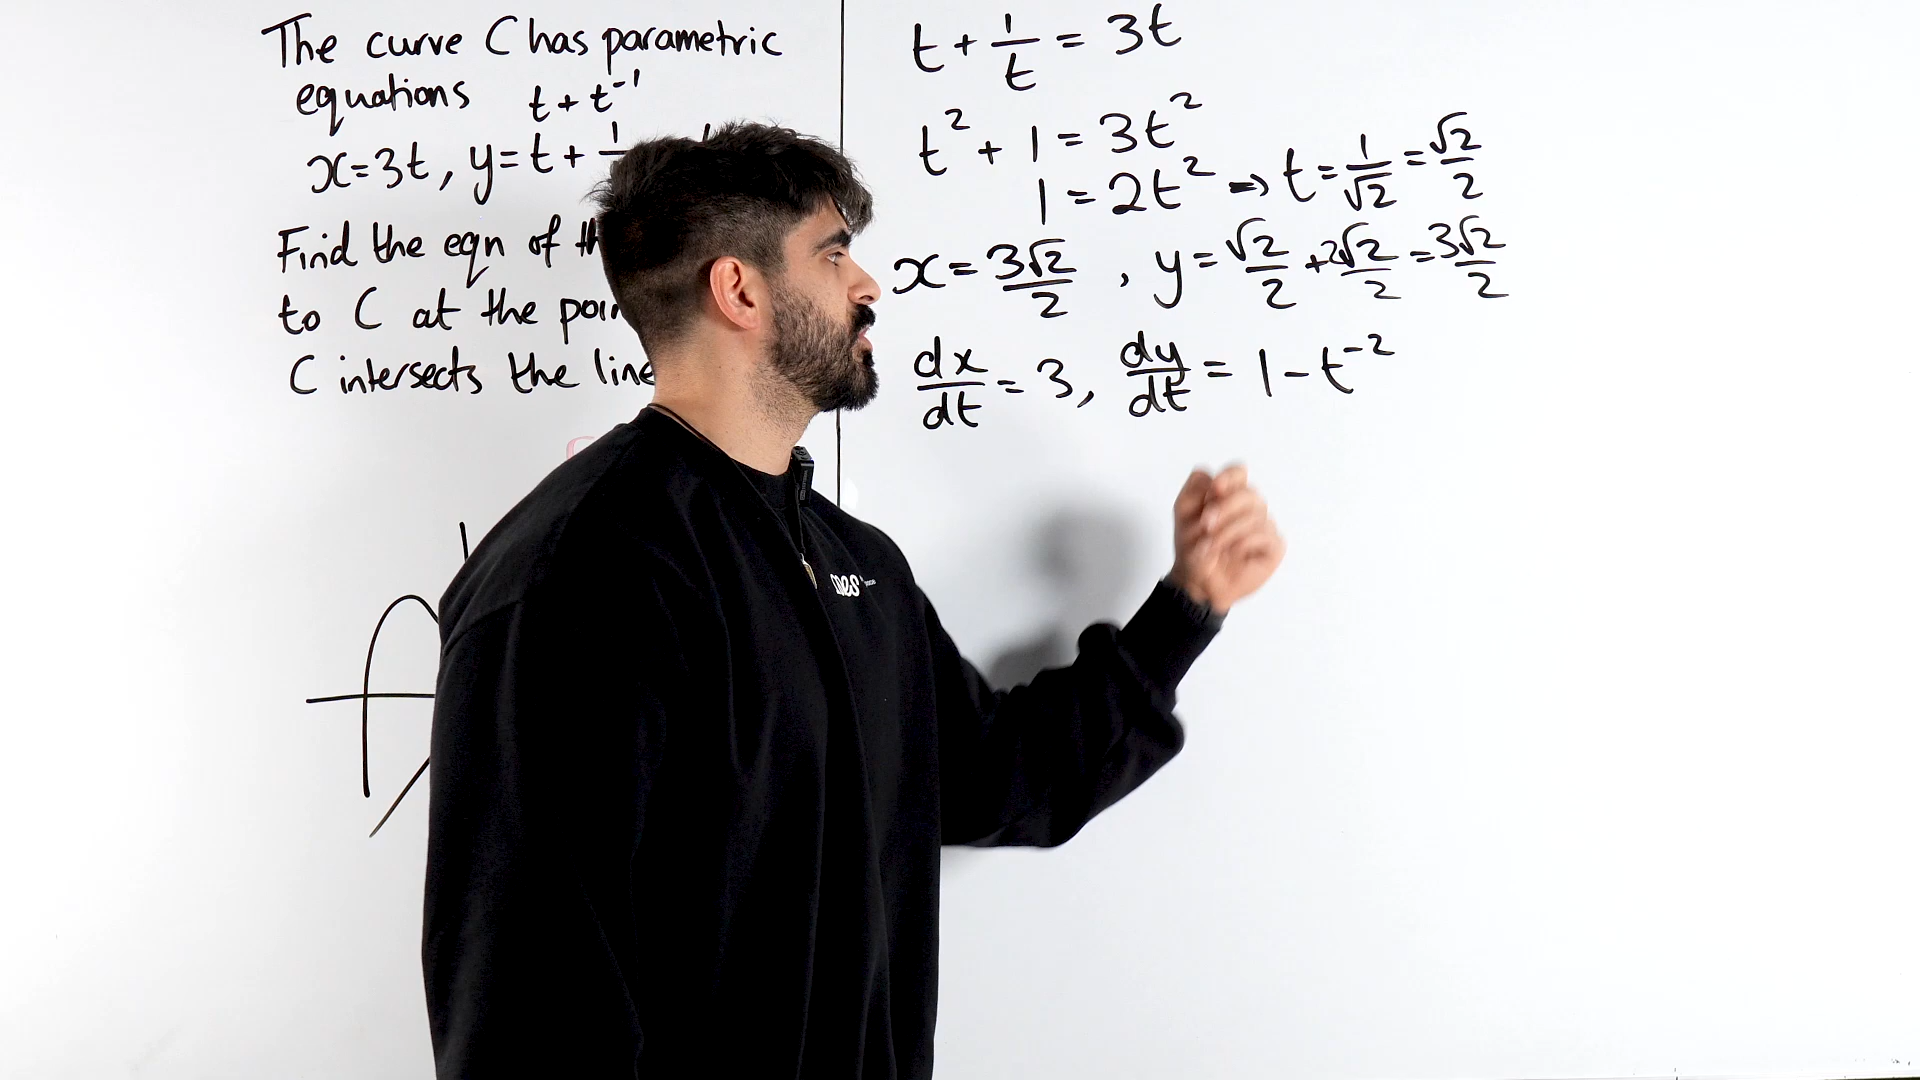 The curve C has parametric
equations t + t⁻¹
x=3t, y=t+ 1
Find the eqn of
to C at the
C intersects the line
t + 1/t = 3t
t² + 1 = 3t²
1 = 2t² ⇒ t = 1/√2 = √2/2
x = 3√2/2 , y = √2/2 + 2√2/2 = 3√2/2
dx/dt = 3, dy/dt = 1 - t⁻²